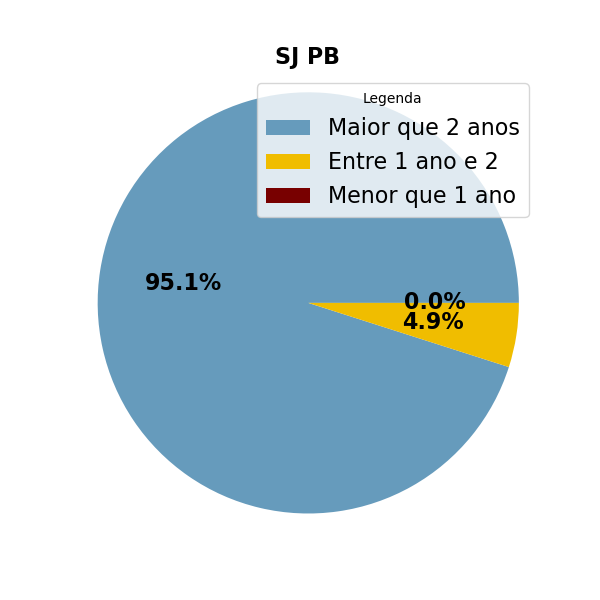 SJ PB
Legenda
Maior que 2 anos
Entre 1 ano e 2
Menor que 1 ano
95.1%
0.0%
4.9%